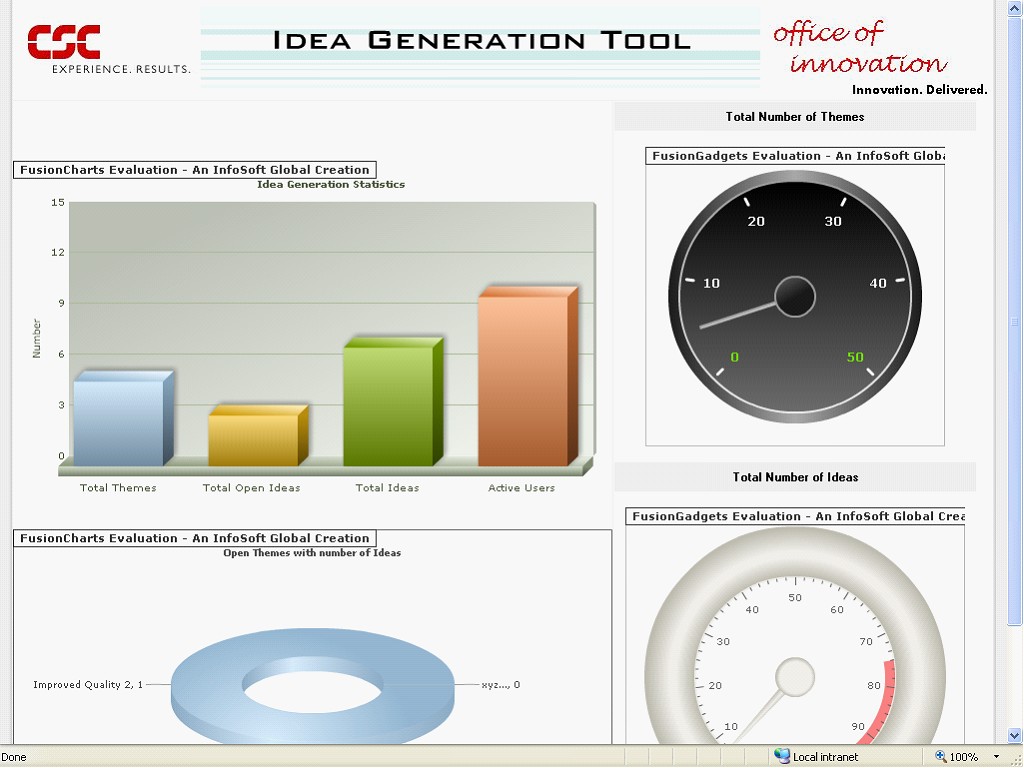 CSC
EXPERIENCE. RESULTS.
IDEA GENERATION TOOL
office of
innovation
Innovation. Delivered.
Total Number of Themes
FusionCharts Evaluation - An InfoSoft Global Creation
Idea Generation Statistics
15
12
9
6
3
0
Number
Total Themes
Total Open Ideas
Total Ideas
Active Users
FusionGadgets Evaluation - An InfoSoft Globa
20
30
10
40
0
50
Total Number of Ideas
FusionCharts Evaluation - An InfoSoft Global Creation
Open Themes with number of Ideas
Improved Quality 2, 1
xyz..., 0
FusionGadgets Evaluation - An InfoSoft Global Crea
50
40
60
30
70
20
80
10
90
Done
Local intranet
100%